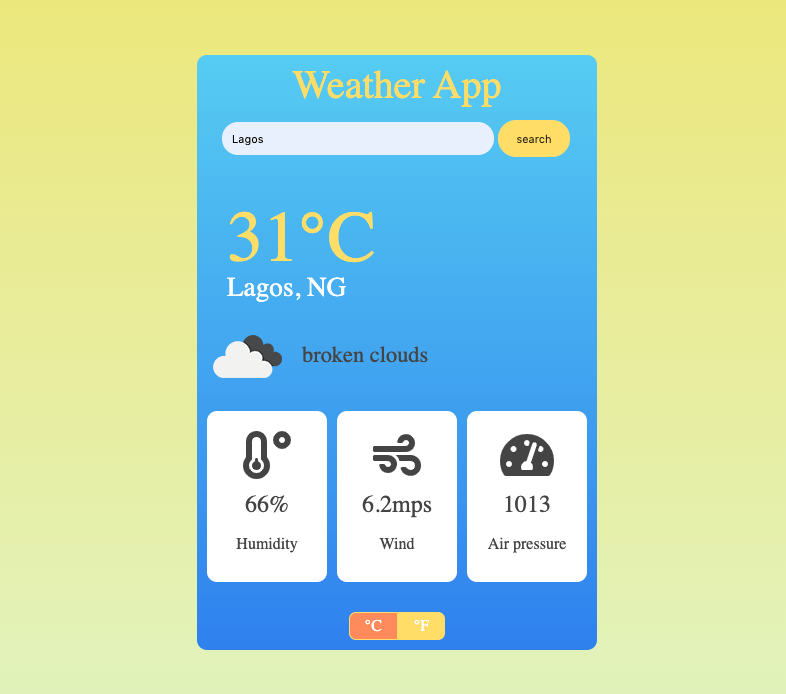 Weather App
Lagos
search
31°C
Lagos, NG
broken clouds
66%
6.2mps
1013
Humidity
Wind
Air pressure
°C
°F